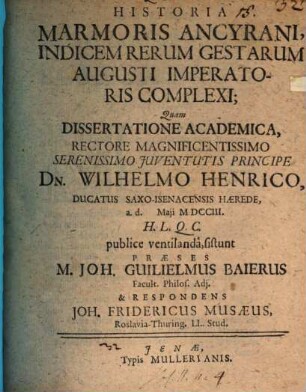 HISTORIA
MARMORIS ANCYRANI,
INDICEM RERUM GESTARUM
AUGUSTI IMPERATO-
RIS COMPLEXI;
Quam
DISSERTATIONE ACADEMICA,
RECTORE MAGNIFICENTISSIMO
SERENISSIMO JUVENTUTIS PRINCIPE
DN. WILHELMO HENRICO,
DUCATUS SAXO-ISENACENSIS HÆREDE,
a. d. Maji M DCCIII.
H. L. Q. C.
publice ventilandâ, sistunt
PRÆSES
M. JOH. GUILIELMUS BAIERUS
Facult. Philos. Adj.
& RESPONDENS
JOH. FRIDERICUS MUSÆUS,
Roslavia-Thuring. Ll. Stud.
JENÆ,
Typis MULLERIANIS.